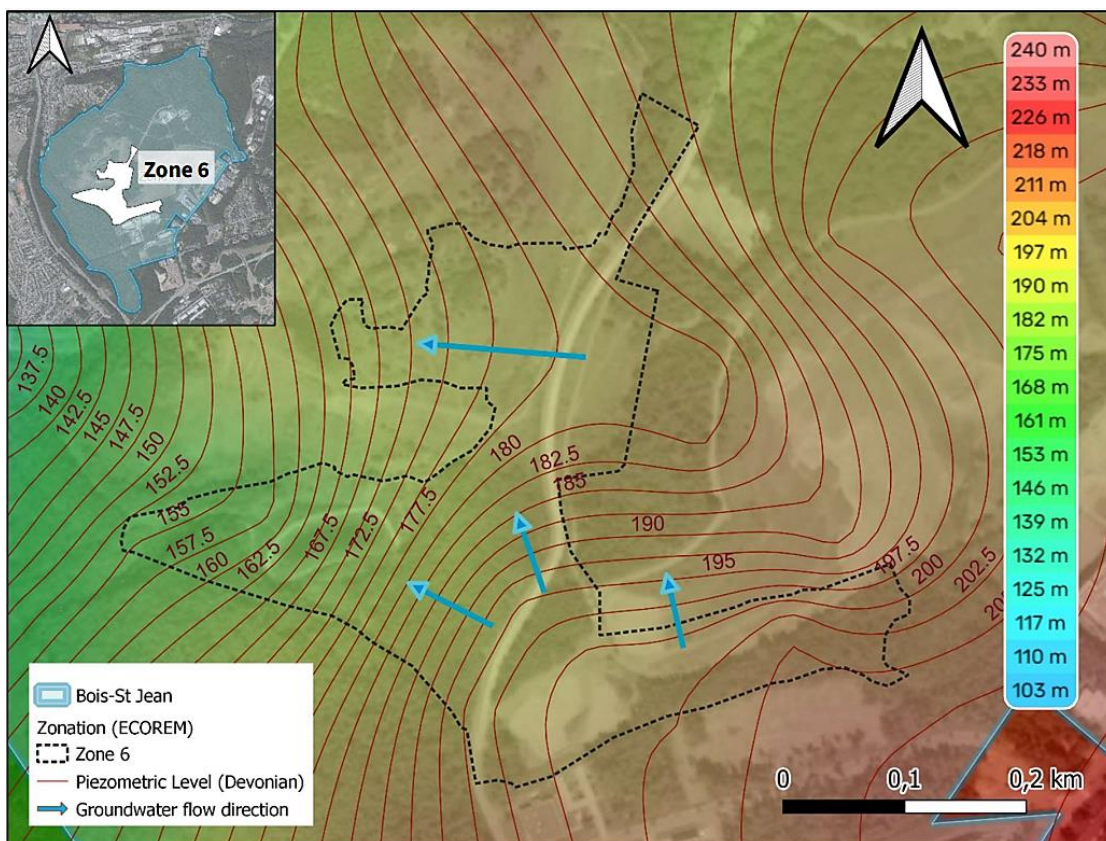 Zone 6
240 m
233 m
226 m
218 m
211 m
204 m
197 m
190 m
182 m
175 m
168 m
161 m
153 m
146 m
139 m
132 m
125 m
117 m
110 m
103 m
137.5
140
142.5
145
147.5
150
152.5
155
157.5
160
162.5
167.5
172.5
177.5
180
182.5
185
190
195
197.5
200
202.5
Bois-St Jean
Zonation (ECOREM)
Zone 6
Piezometric Level (Devonian)
Groundwater flow direction
0 0,1 0,2 km